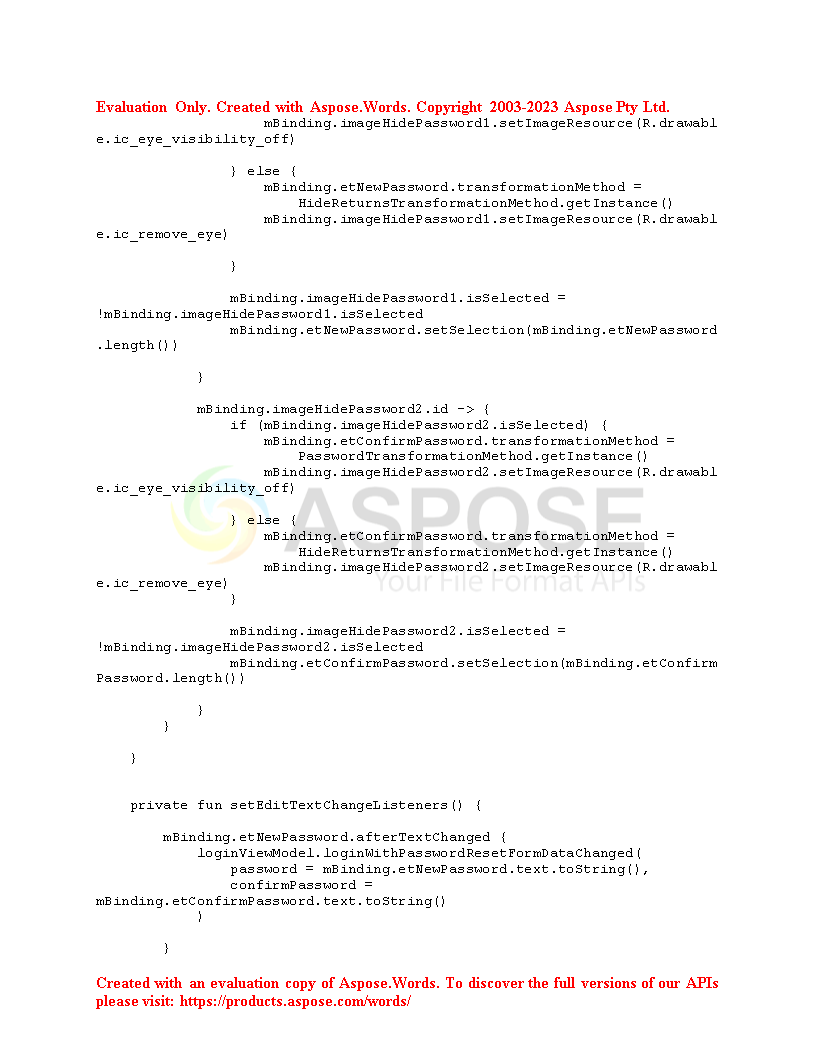 Evaluation Only. Created with Aspose.Words. Copyright 2003-2023 Aspose Pty Ltd.
mBinding.imageHidePassword1.setImageResource(R.drawabl
e.ic_eye_visibility_off)
} else {
mBinding.etNewPassword.transformationMethod =
HideReturnsTransformationMethod.getInstance()
mBinding.imageHidePassword1.setImageResource(R.drawabl
e.ic_remove_eye)
}
mBinding.imageHidePassword1.isSelected =
!mBinding.imageHidePassword1.isSelected
mBinding.etNewPassword.setSelection(mBinding.etNewPassword
.length())
}
mBinding.imageHidePassword2.id -> {
if (mBinding.imageHidePassword2.isSelected) {
mBinding.etConfirmPassword.transformationMethod =
PasswordTransformationMethod.getInstance()
mBinding.imageHidePassword2.setImageResource(R.drawabl
e.ic_eye_visibility_off)
ASPOSE
} else {
mBinding.etConfirmPassword.transformationMethod =
HideReturnsTransformationMethod.getInstance()
mBinding.imageHidePassword2.setImageResource(R.drawabl
Your File Format APIs
e.ic_remove_eye)
}
mBinding.imageHidePassword2.isSelected =
!mBinding.imageHidePassword2.isSelected
mBinding.etConfirmPassword.setSelection(mBinding.etConfirm
Password.length())
}
}
}
private fun setEditTextChangeListeners() {
mBinding.etNewPassword.afterTextChanged {
loginViewModel.loginWithPasswordResetFormDataChanged(
password = mBinding.etNewPassword.text.toString(),
confirmPassword =
mBinding.etConfirmPassword.text.toString()
)
}
Created with an evaluation copy of Aspose.Words. To discover the full versions of our APIs
please visit: https://products.aspose.com/words/